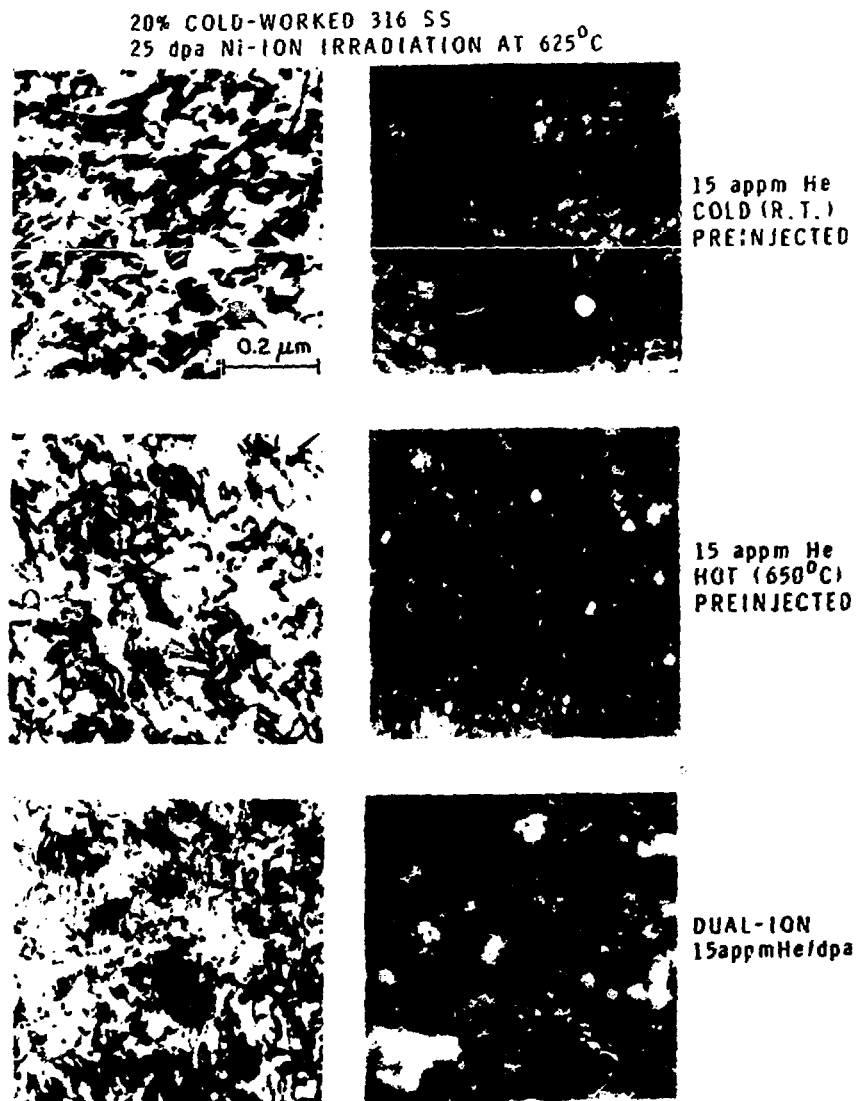 20% COLD-WORKED 316 SS
25 dpa Ni-ION IRRADIATION AT 625°C
0.2 μm
15 appm He
COLD (R.T.)
PREINJECTED
15 appm He
HOT (650°C)
PREINJECTED
DUAL-ION
15appmHe/dpa